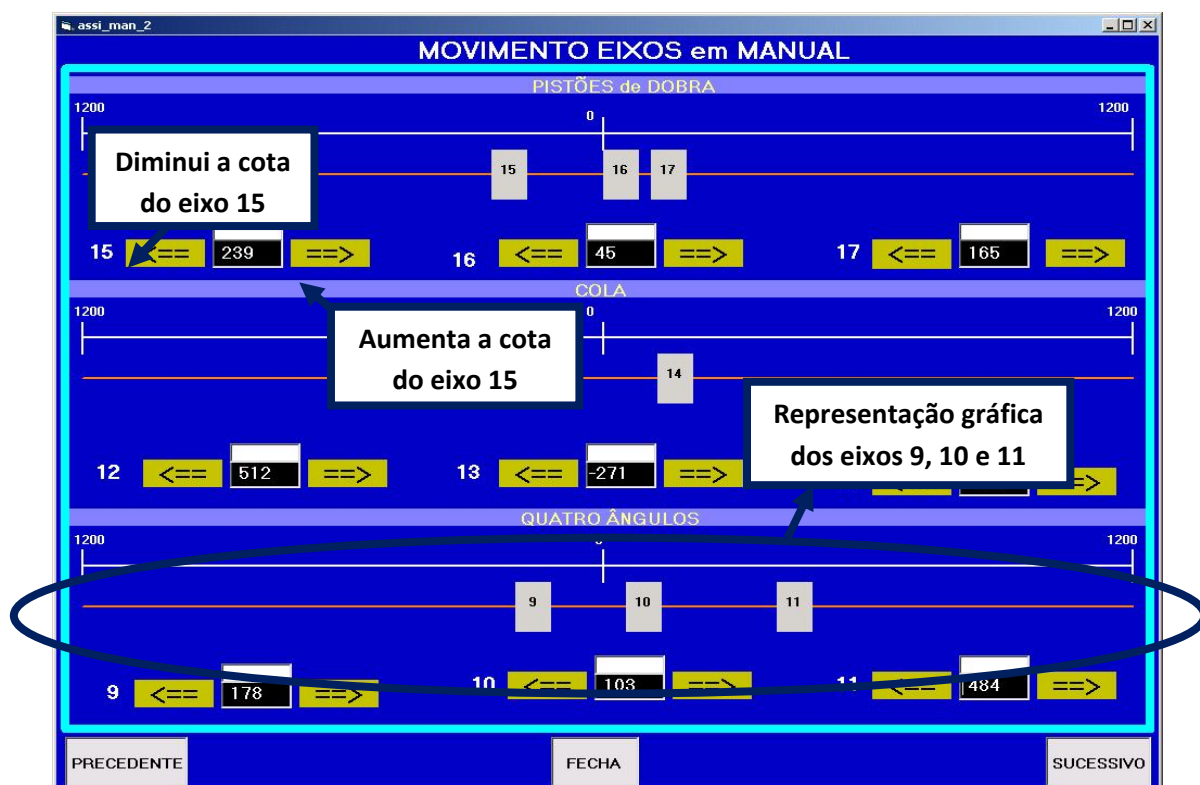 assi_man_2
MOVIMENTO EIXOS em MANUAL
PISTÕES de DOBRA
1200 0 1200
Diminui a cota
do eixo 15
15 16 17
15 <== 239 ==> 16 <== 45 ==> 17 <== 165 ==>
COLA
1200 0 1200
Aumenta a cota
do eixo 15
14
Representação gráfica
dos eixos 9, 10 e 11
12 <== 512 ==> 13 <== -271 ==>
QUATRO ÂNGULOS
1200 1200
9 10 11
9 <== 178 ==> 10 <== 103 ==> 11 <== 484 ==>
PRECEDENTE FECHA SUCESSIVO